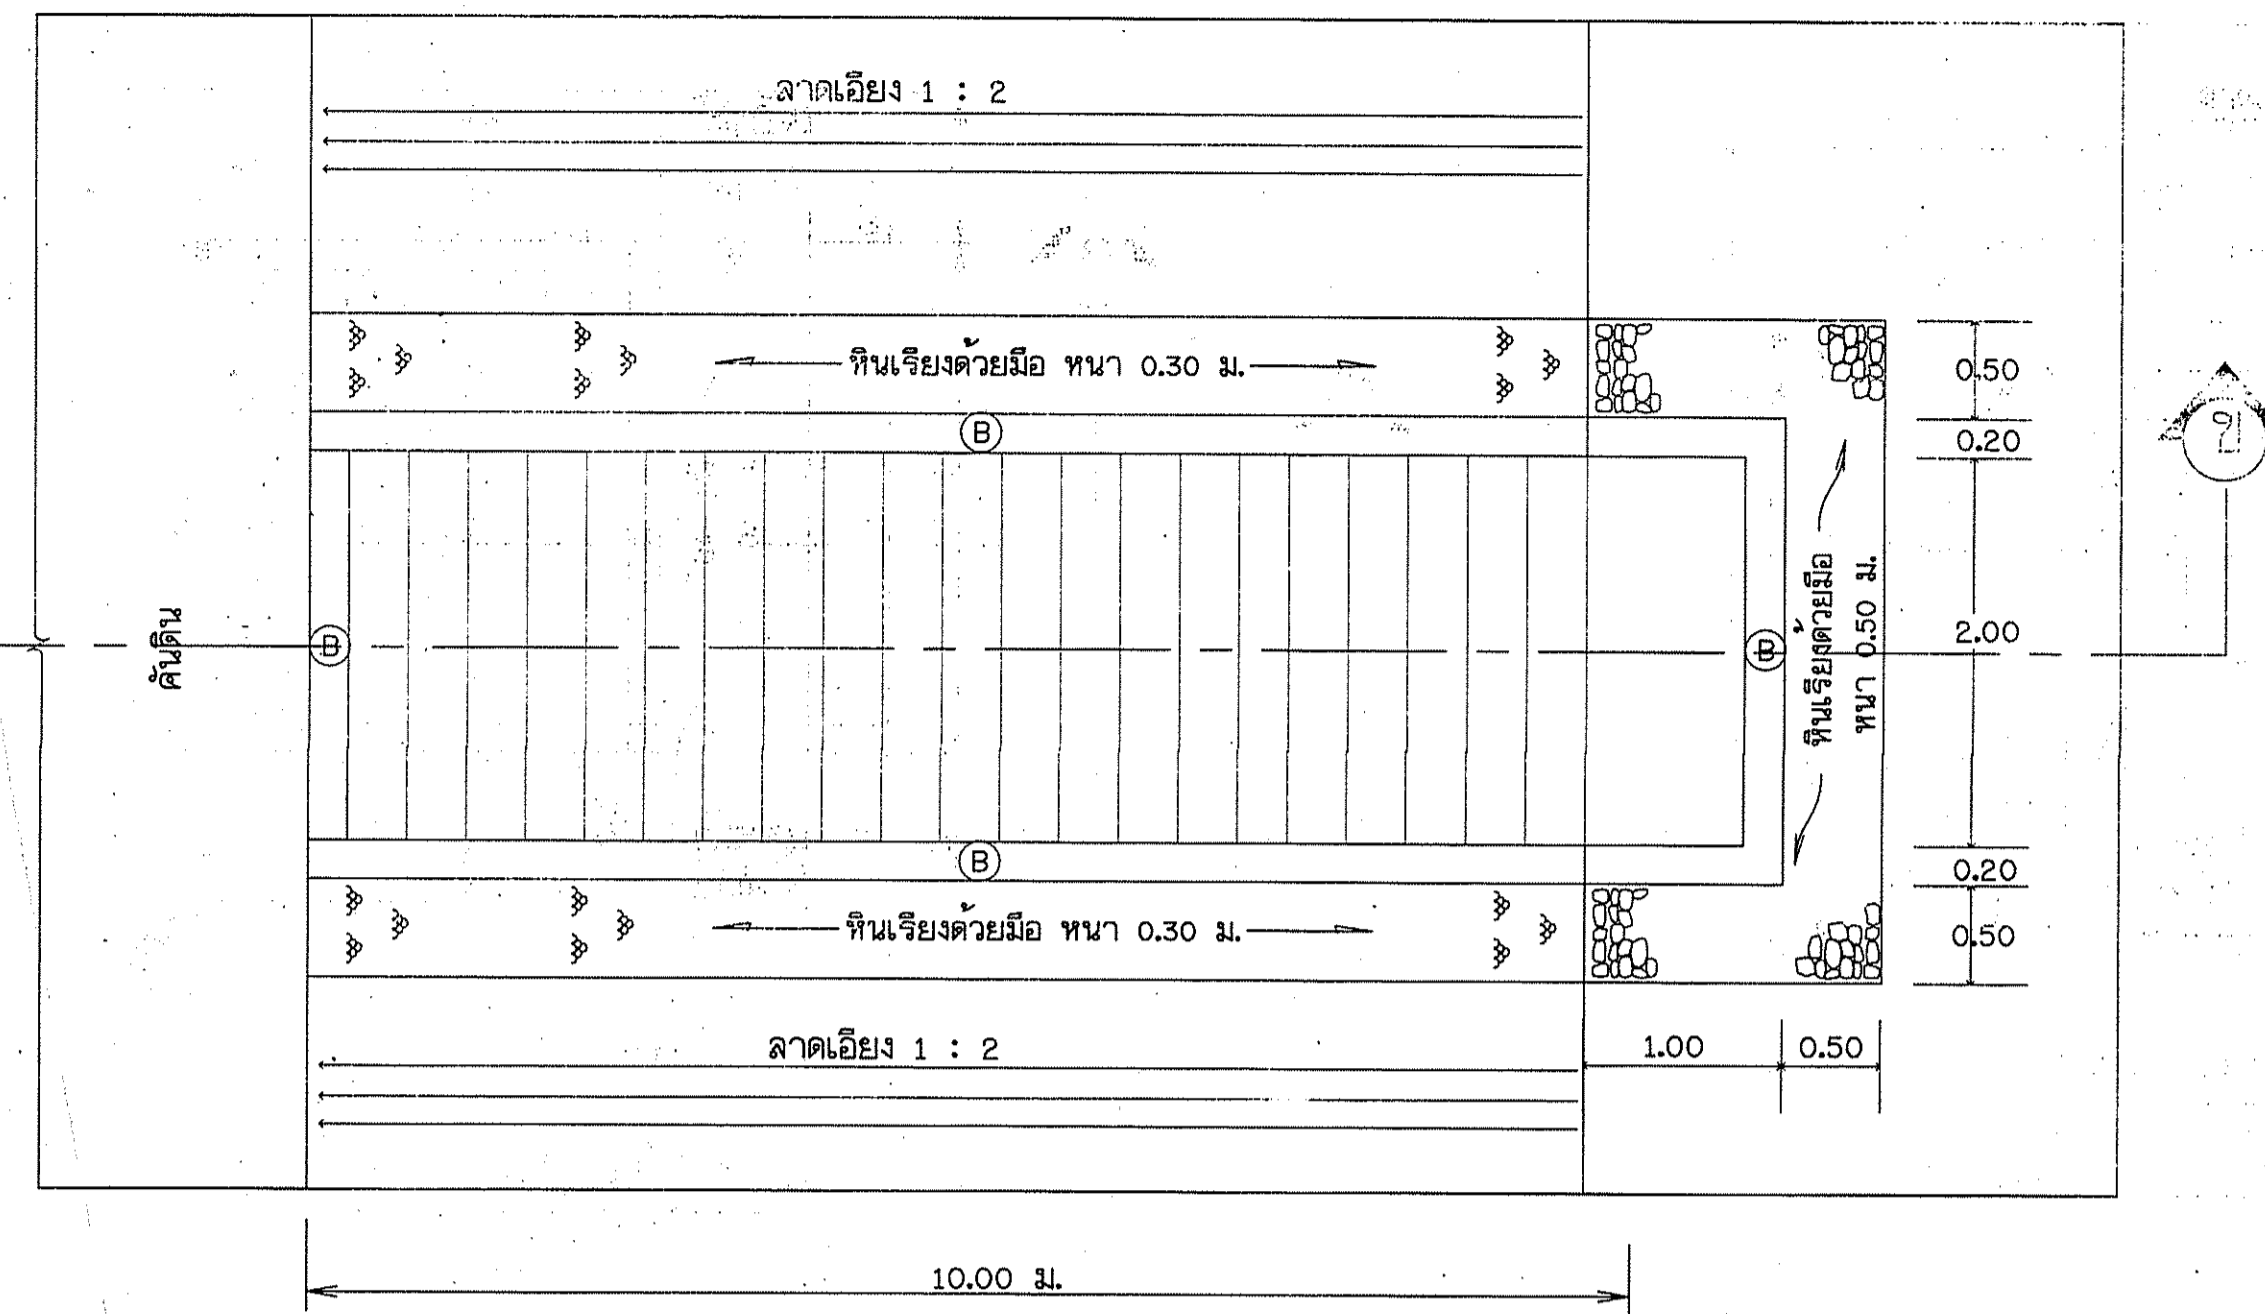 ลาดเอียง 1 : 2
หินเรียงด้วยมือ หนา 0.30 ม.
0.50
B
0.20
ข
คันดิน
B
B
หินเรียงด้วยมือ
หนา 0.50 ม.
2.00
B
0.20
หินเรียงด้วยมือ หนา 0.30 ม.
0.50
ลาดเอียง 1 : 2
1.00
0.50
10.00 ม.